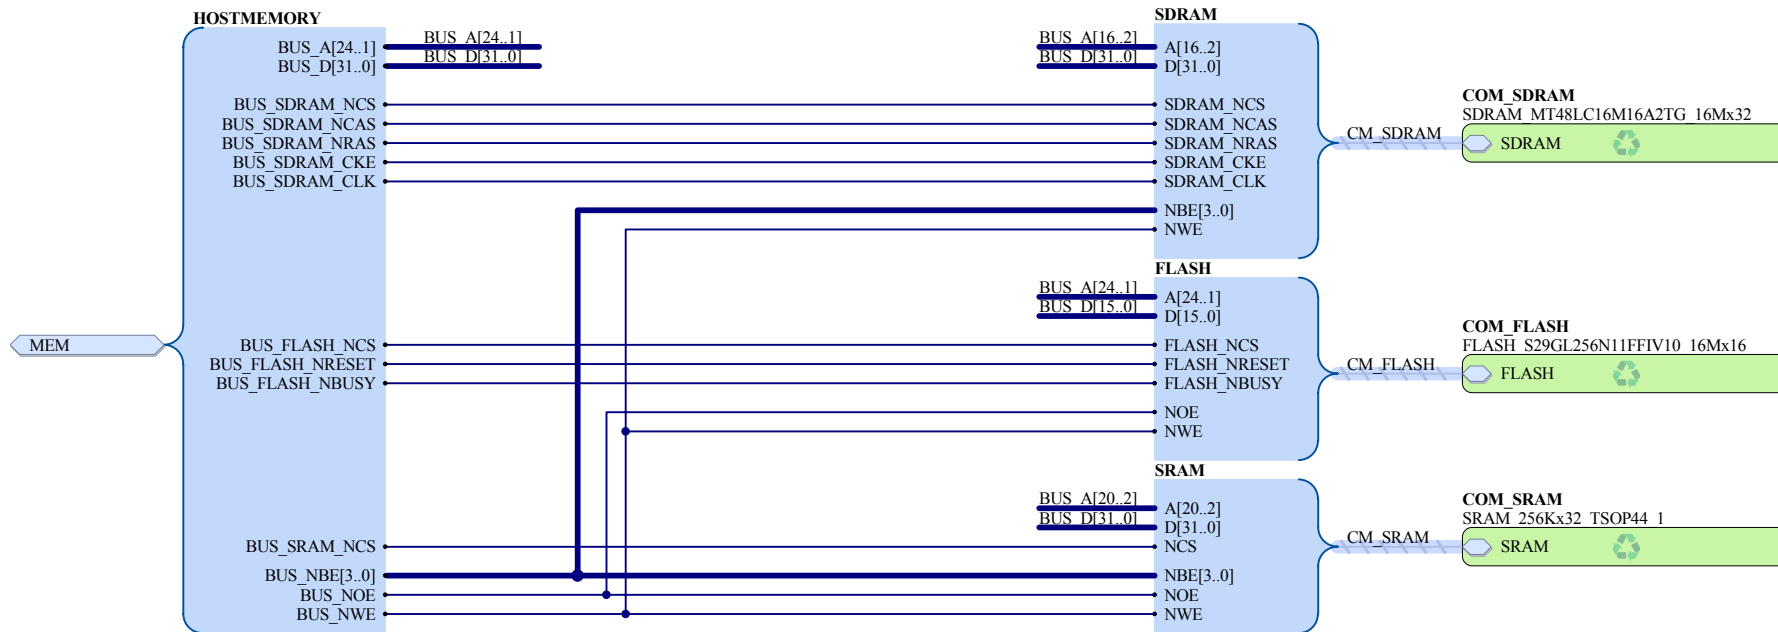 HOSTMEMORY
BUS_A[24..1]
BUS_D[31..0]
BUS_SDRAM_NCS
BUS_SDRAM_NCAS
BUS_SDRAM_NRAS
BUS_SDRAM_CKE
BUS_SDRAM_CLK
BUS_FLASH_NCS
BUS_FLASH_NRESET
BUS_FLASH_NBUSY
BUS_SRAM_NCS
BUS_NBE[3..0]
BUS_NOE
BUS_NWE
MEM
BUS_A[24..1]
BUS_D[31..0]
SDRAM
BUS_A[16..2]
BUS_D[31..0]
A[16..2]
D[31..0]
SDRAM_NCS
SDRAM_NCAS
SDRAM_NRAS
SDRAM_CKE
SDRAM_CLK
NBE[3..0]
NWE
CM_SDRAM
COM_SDRAM
SDRAM_MT48LC16M16A2TG_16Mx32
SDRAM
FLASH
BUS_A[24..1]
BUS_D[15..0]
A[24..1]
D[15..0]
FLASH_NCS
FLASH_NRESET
FLASH_NBUSY
NOE
NWE
CM_FLASH
COM_FLASH
FLASH_S29GL256N11FFIV10_16Mx16
FLASH
SRAM
BUS_A[20..2]
BUS_D[31..0]
A[20..2]
D[31..0]
NCS
NBE[3..0]
NOE
NWE
CM_SRAM
COM_SRAM
SRAM_256Kx32_TSOP44_1
SRAM